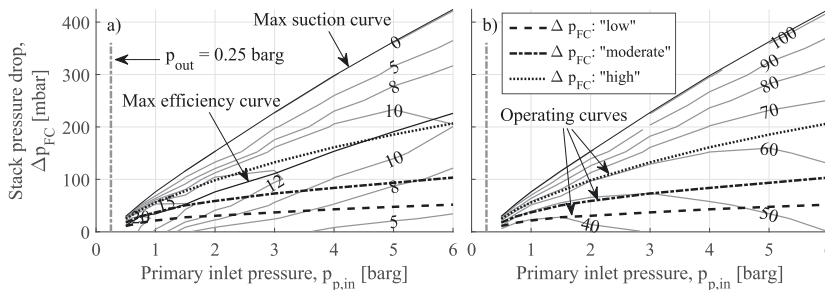 a)
Max suction curve
p_out = 0.25 barg
Max efficiency curve
Stack pressure drop,
Δp_FC [mbar]
400
300
200
100
0
0
5
8
10
10
12
15
20
8
5
0 1 2 3 4 5 6
Primary inlet pressure, p_p,in [barg]
b)
Δ p_FC: "low"
Δ p_FC: "moderate"
Δ p_FC: "high"
Operating curves
100
90
80
70
60
50
40
0 1 2 3 4 5 6
Primary inlet pressure, p_p,in [barg]